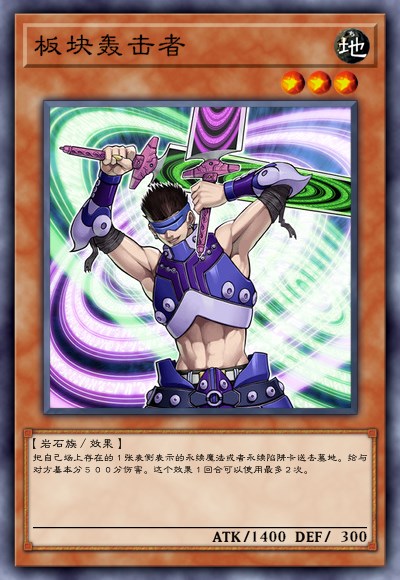 板块轰击者
地
【岩石族／效果】
把自己场上存在的１张表侧表示的永续魔法或者永续陷阱卡送去墓地。给与
对方基本分５００分伤害。这个效果１回合可以使用最多２次。
ATK/1400 DEF/ 300